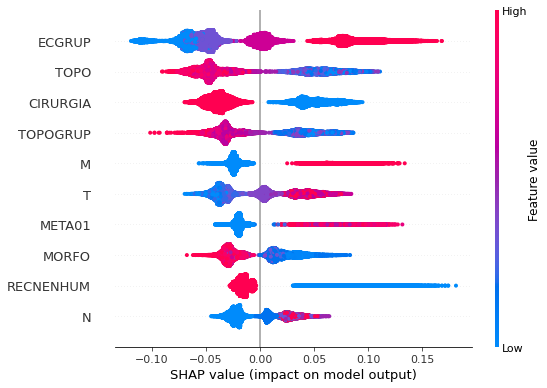 High
ECGRUP
TOPO
CIRURGIA
TOPOGRUP
M
T
META01
MORFO
RECNENHUM
N
Low
Feature value
−0.10 −0.05 0.00 0.05 0.10 0.15
SHAP value (impact on model output)